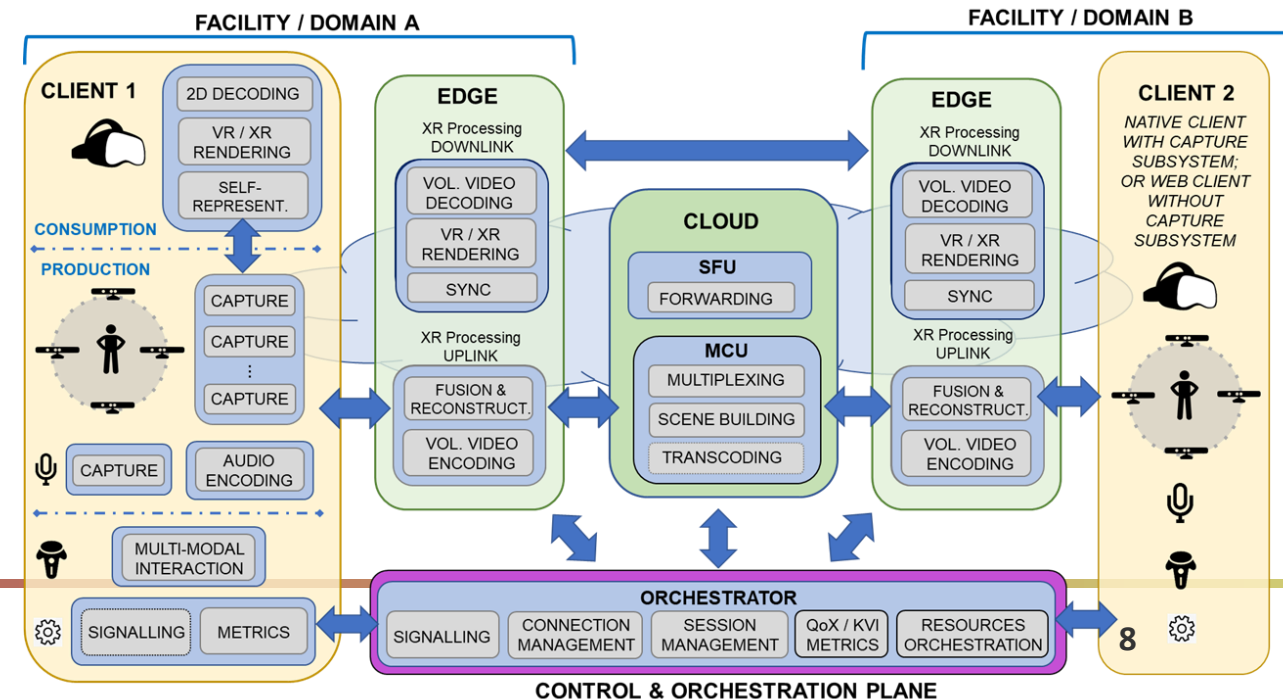 FACILITY / DOMAIN A
FACILITY / DOMAIN B
CLIENT 1
2D DECODING
VR / XR
RENDERING
SELF-
REPRESENT.
CONSUMPTION
PRODUCTION
CAPTURE
CAPTURE
⋮
CAPTURE
CAPTURE
AUDIO
ENCODING
MULTI-MODAL
INTERACTION
SIGNALLING
METRICS
EDGE
XR Processing
DOWNLINK
VOL. VIDEO
DECODING
VR / XR
RENDERING
SYNC
XR Processing
UPLINK
FUSION &
RECONSTRUCT.
VOL. VIDEO
ENCODING
CLOUD
SFU
FORWARDING
MCU
MULTIPLEXING
SCENE BUILDING
TRANSCODING
EDGE
XR Processing
DOWNLINK
VOL. VIDEO
DECODING
VR / XR
RENDERING
SYNC
XR Processing
UPLINK
FUSION &
RECONSTRUCT.
VOL. VIDEO
ENCODING
CLIENT 2
NATIVE CLIENT
WITH CAPTURE
SUBSYSTEM;
OR WEB CLIENT
WITHOUT
CAPTURE
SUBSYSTEM
ORCHESTRATOR
SIGNALLING
CONNECTION
MANAGEMENT
SESSION
MANAGEMENT
QoX / KVI
METRICS
RESOURCES
ORCHESTRATION
8
CONTROL & ORCHESTRATION PLANE